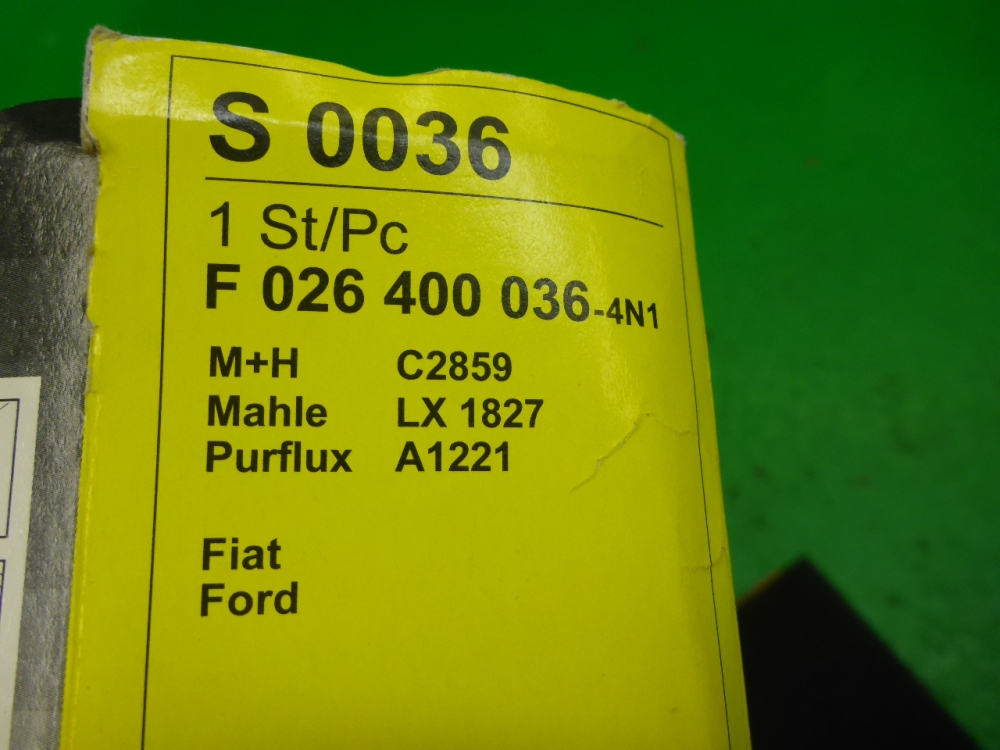 S 0036
1 St/Pc
F 026 400 036-4N1
M+H C2859
Mahle LX 1827
Purflux A1221
Fiat
Ford